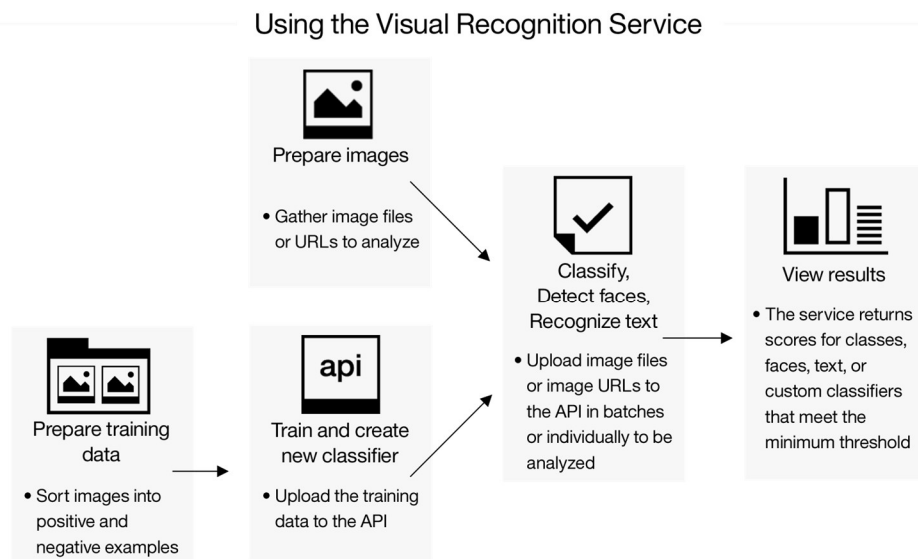 Using the Visual Recognition Service
Prepare images
• Gather image files
or URLs to analyze
Prepare training
data
• Sort images into
positive and
negative examples
api
Train and create
new classifier
• Upload the training
data to the API
Classify,
Detect faces,
Recognize text
• Upload image files
or image URLs to
the API in batches
or individually to be
analyzed
View results
• The service returns
scores for classes,
faces, text, or
custom classifiers
that meet the
minimum threshold